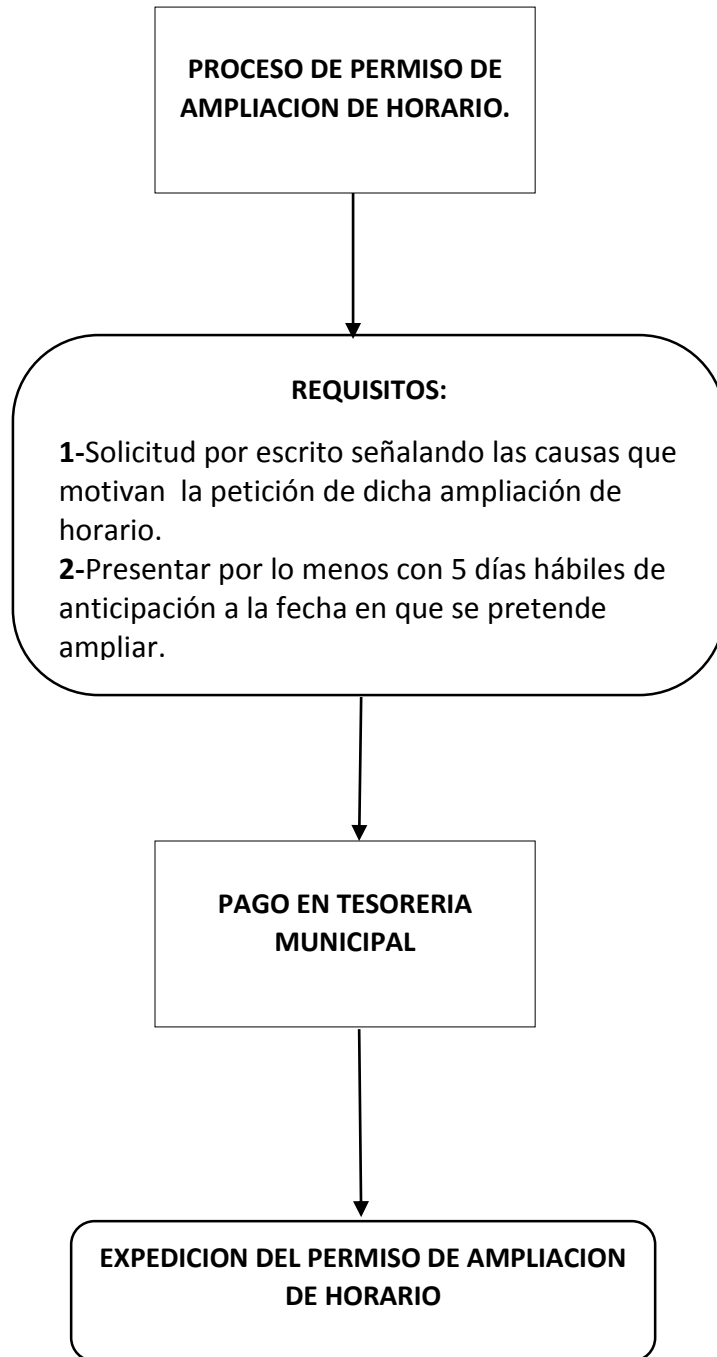 PROCESO DE PERMISO DE
AMPLIACION DE HORARIO.
REQUISITOS:
1-Solicitud por escrito señalando las causas que
motivan  la petición de dicha ampliación de
horario.
2-Presentar por lo menos con 5 días hábiles de
anticipación a la fecha en que se pretende
ampliar.
PAGO EN TESORERIA
MUNICIPAL
EXPEDICION DEL PERMISO DE AMPLIACION
DE HORARIO